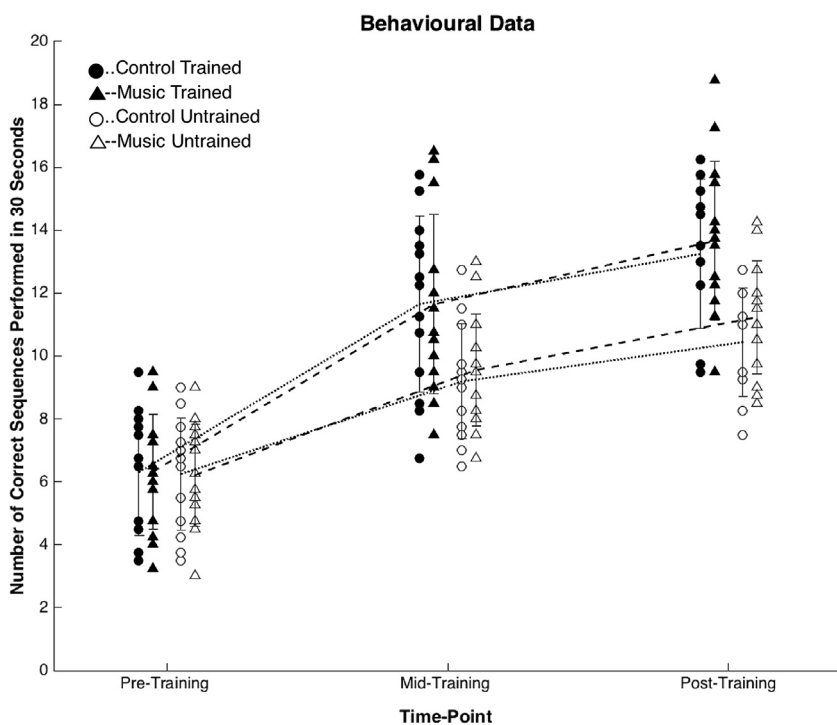 Behavioural Data
20
18
16
14
12
10
8
6
4
2
0
Number of Correct Sequences Performed in 30 Seconds
●..Control Trained
▲--Music Trained
○..Control Untrained
△--Music Untrained
Pre-Training
Mid-Training
Post-Training
Time-Point